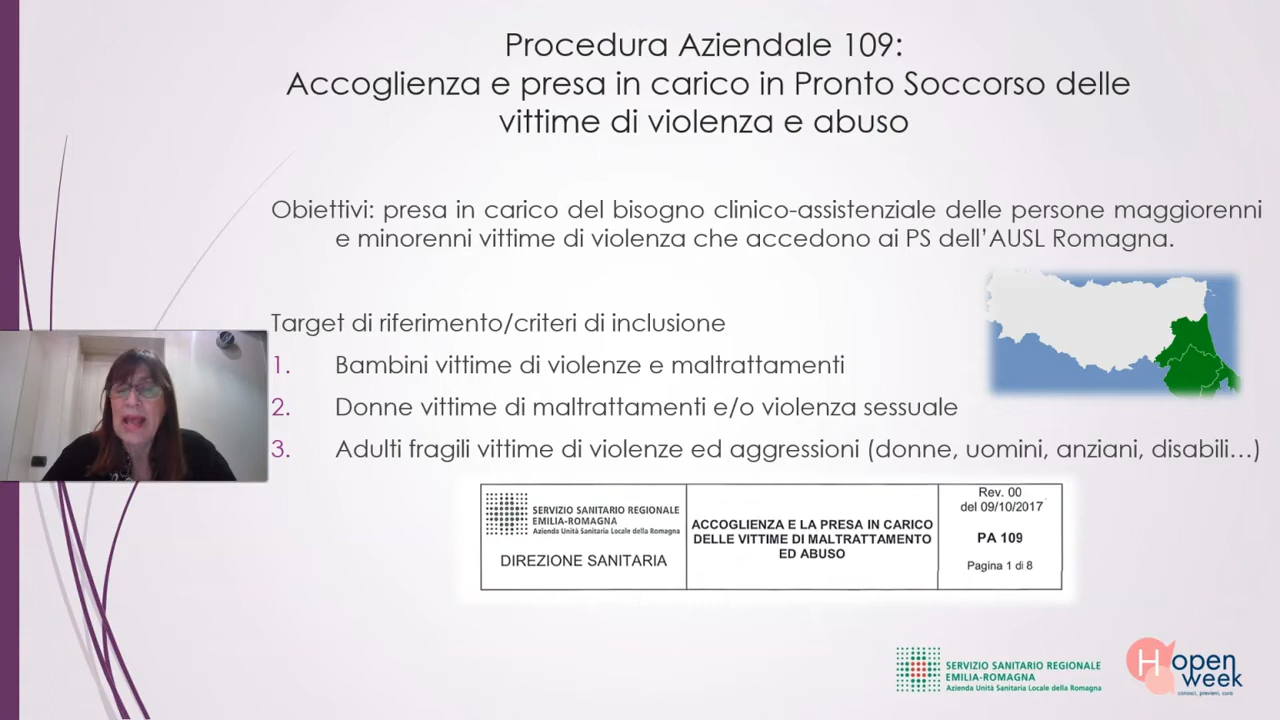 Procedura Aziendale 109:
Accoglienza e presa in carico in Pronto Soccorso delle
vittime di violenza e abuso
Obiettivi: presa in carico del bisogno clinico-assistenziale delle persone maggiorenni
e minorenni vittime di violenza che accedono ai PS dell'AUSL Romagna.
Target di riferimento/criteri di inclusione
1. Bambini vittime di violenze e maltrattamenti
2. Donne vittime di maltrattamenti e/o violenza sessuale
3. Adulti fragili vittime di violenze ed aggressioni (donne, uomini, anziani, disabili…)
SERVIZIO SANITARIO REGIONALE
EMILIA-ROMAGNA
Azienda Unità Sanitaria Locale della Romagna
DIREZIONE SANITARIA
ACCOGLIENZA E LA PRESA IN CARICO
DELLE VITTIME DI MALTRATTAMENTO
ED ABUSO
Rev. 00
del 09/10/2017
PA 109
Pagina 1 di 8
SERVIZIO SANITARIO REGIONALE
EMILIA-ROMAGNA
Azienda Unità Sanitaria Locale della Romagna
H open
week
conosci, previeni, cura